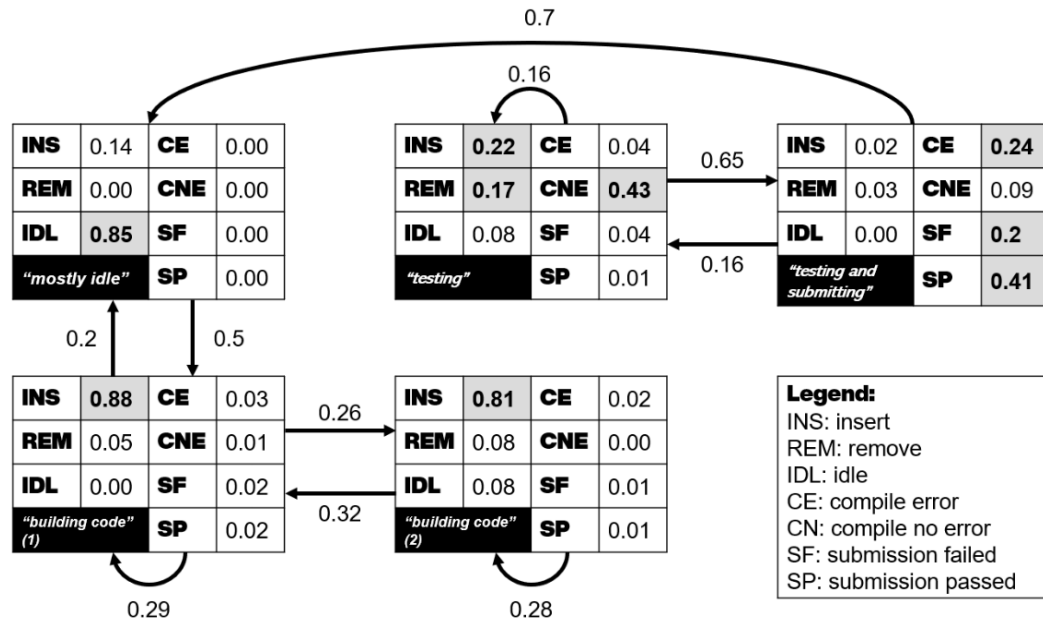 0.7
0.16
INS 0.14 CE 0.00
REM 0.00 CNE 0.00
IDL 0.85 SF 0.00
"mostly idle" SP 0.00
INS 0.22 CE 0.04
REM 0.17 CNE 0.43
IDL 0.08 SF 0.04
"testing" SP 0.01
0.65
0.16
INS 0.02 CE 0.24
REM 0.03 CNE 0.09
IDL 0.00 SF 0.2
"testing and
submitting" SP 0.41
0.2
0.5
INS 0.88 CE 0.03
REM 0.05 CNE 0.01
IDL 0.00 SF 0.02
"building code"
(1) SP 0.02
0.29
0.26
0.32
INS 0.81 CE 0.02
REM 0.08 CNE 0.00
IDL 0.08 SF 0.01
"building code"
(2) SP 0.01
0.28
Legend:
INS: insert
REM: remove
IDL: idle
CE: compile error
CN: compile no error
SF: submission failed
SP: submission passed